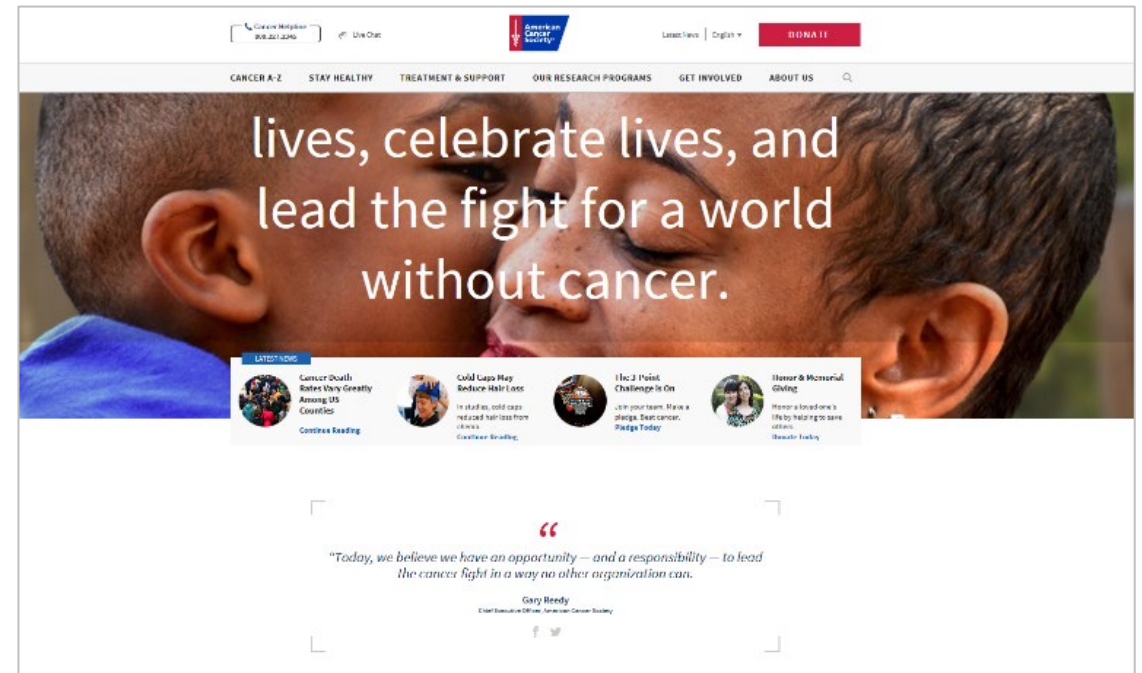 Cancer Helpline
800.227.2345
Live Chat
American
Cancer
Society®
Latest News | English
DONATE
CANCER A-Z
STAY HEALTHY
TREATMENT & SUPPORT
OUR RESEARCH PROGRAMS
GET INVOLVED
ABOUT US
lives, celebrate lives, and
lead the fight for a world
without cancer.
LATEST NEWS
Cancer Death
Rates Vary Greatly
Among US
Counties
Continue Reading
Cold Caps May
Reduce Hair Loss
In studies, cold caps
reduced hair loss from
chemo.
Continue Reading
The 3-Point
Challenge Is On
Join your team. Make a
pledge. Beat cancer.
Pledge Today
Honor & Memorial
Giving
Honor a loved one's
life by helping to save
others.
Donate Today
“
“Today, we believe we have an opportunity — and a responsibility — to lead
the cancer fight in a way no other organization can.
Gary Reedy
Chief Executive Officer, American Cancer Society